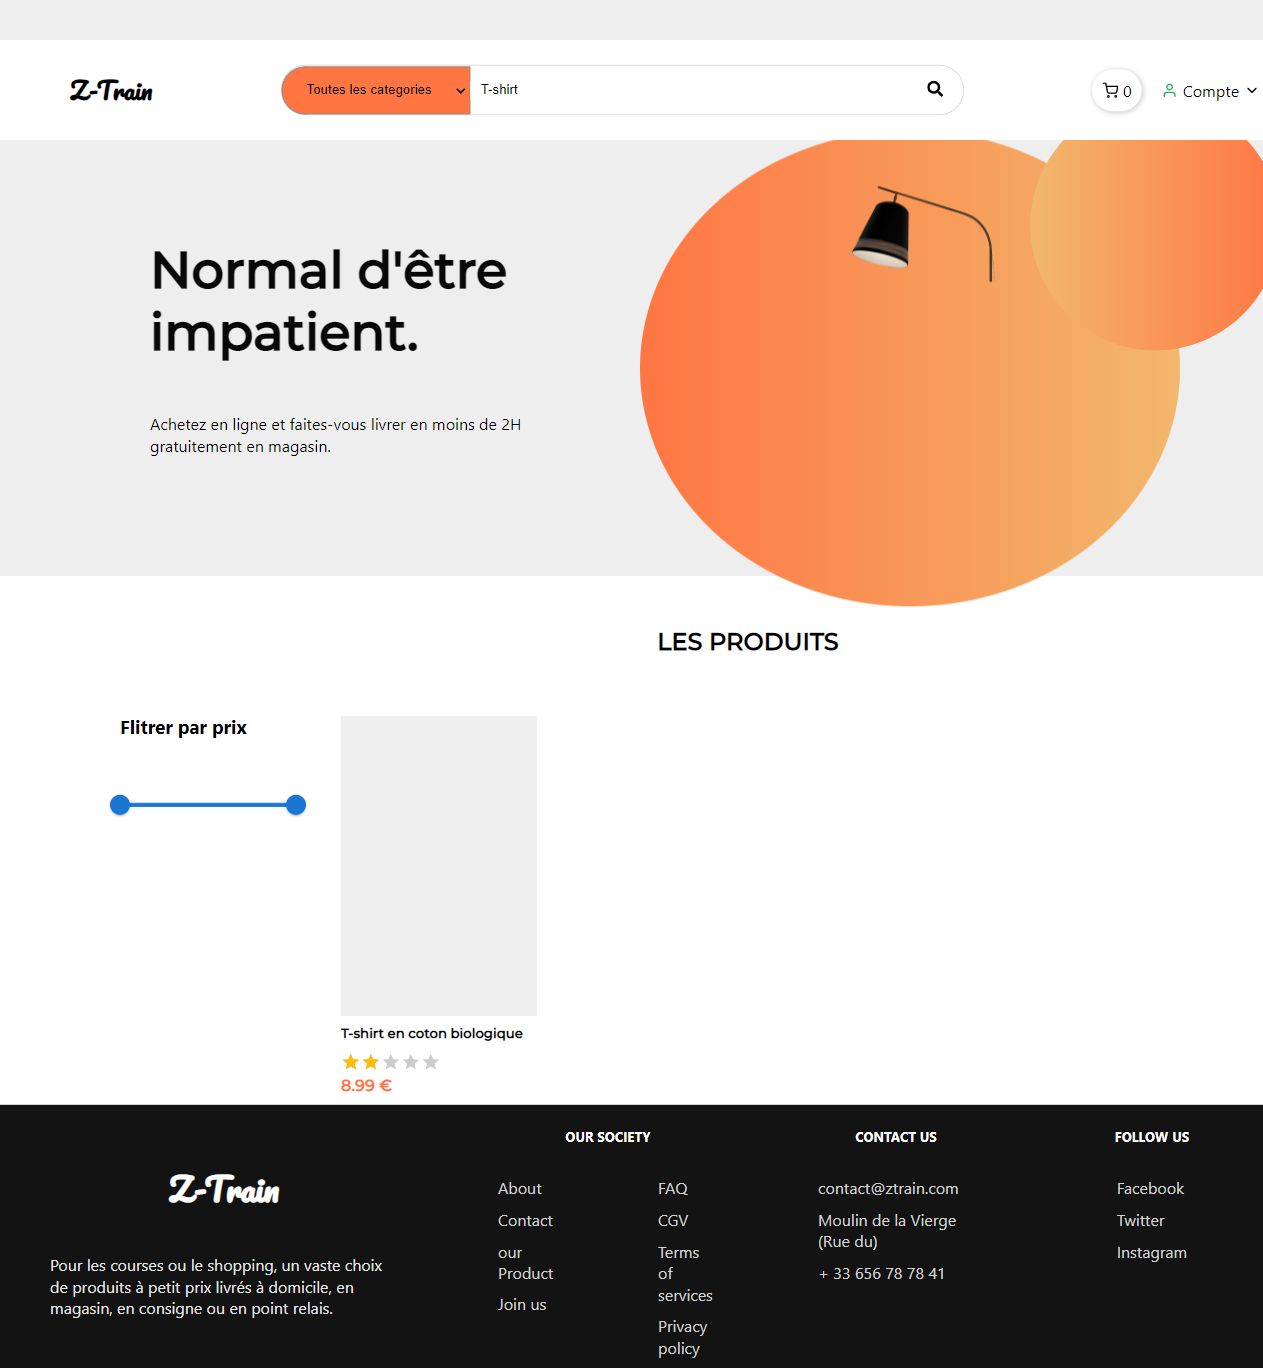 Z-Train
Toutes les categories
T-shirt
0
Compte
Normal d'être
impatient.
Achetez en ligne et faites-vous livrer en moins de 2H
gratuitement en magasin.
LES PRODUITS
Flitrer par prix
T-shirt en coton biologique
8.99 €
Z-Train
Pour les courses ou le shopping, un vaste choix
de produits à petit prix livrés à domicile, en
magasin, en consigne ou en point relais.
OUR SOCIETY
About
Contact
our
Product
Join us
FAQ
CGV
Terms
of
services
Privacy
policy
CONTACT US
contact@ztrain.com
Moulin de la Vierge
(Rue du)
+ 33 656 78 78 41
FOLLOW US
Facebook
Twitter
Instagram